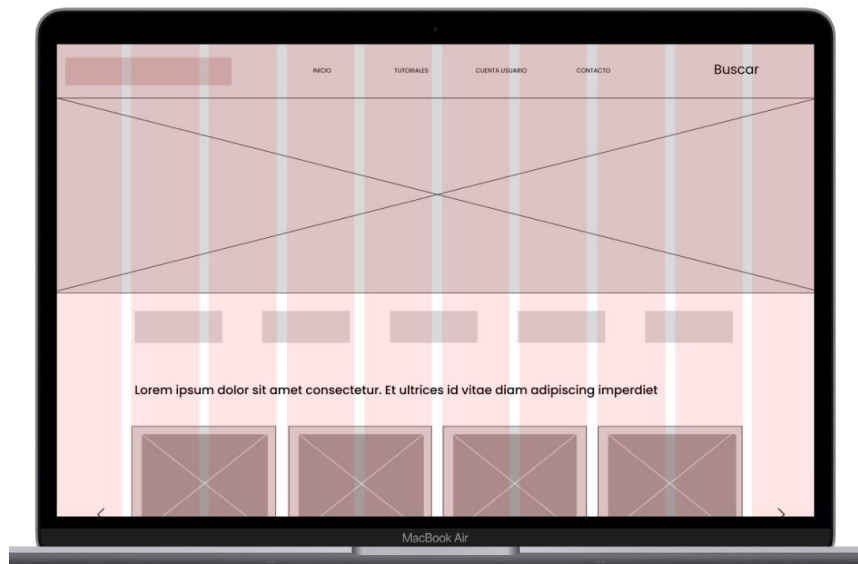 INICIO TUTORIALES CUENTA USUARIO CONTACTO Buscar
Lorem ipsum dolor sit amet consectetur. Et ultrices id vitae diam adipiscing imperdiet
MacBook Air